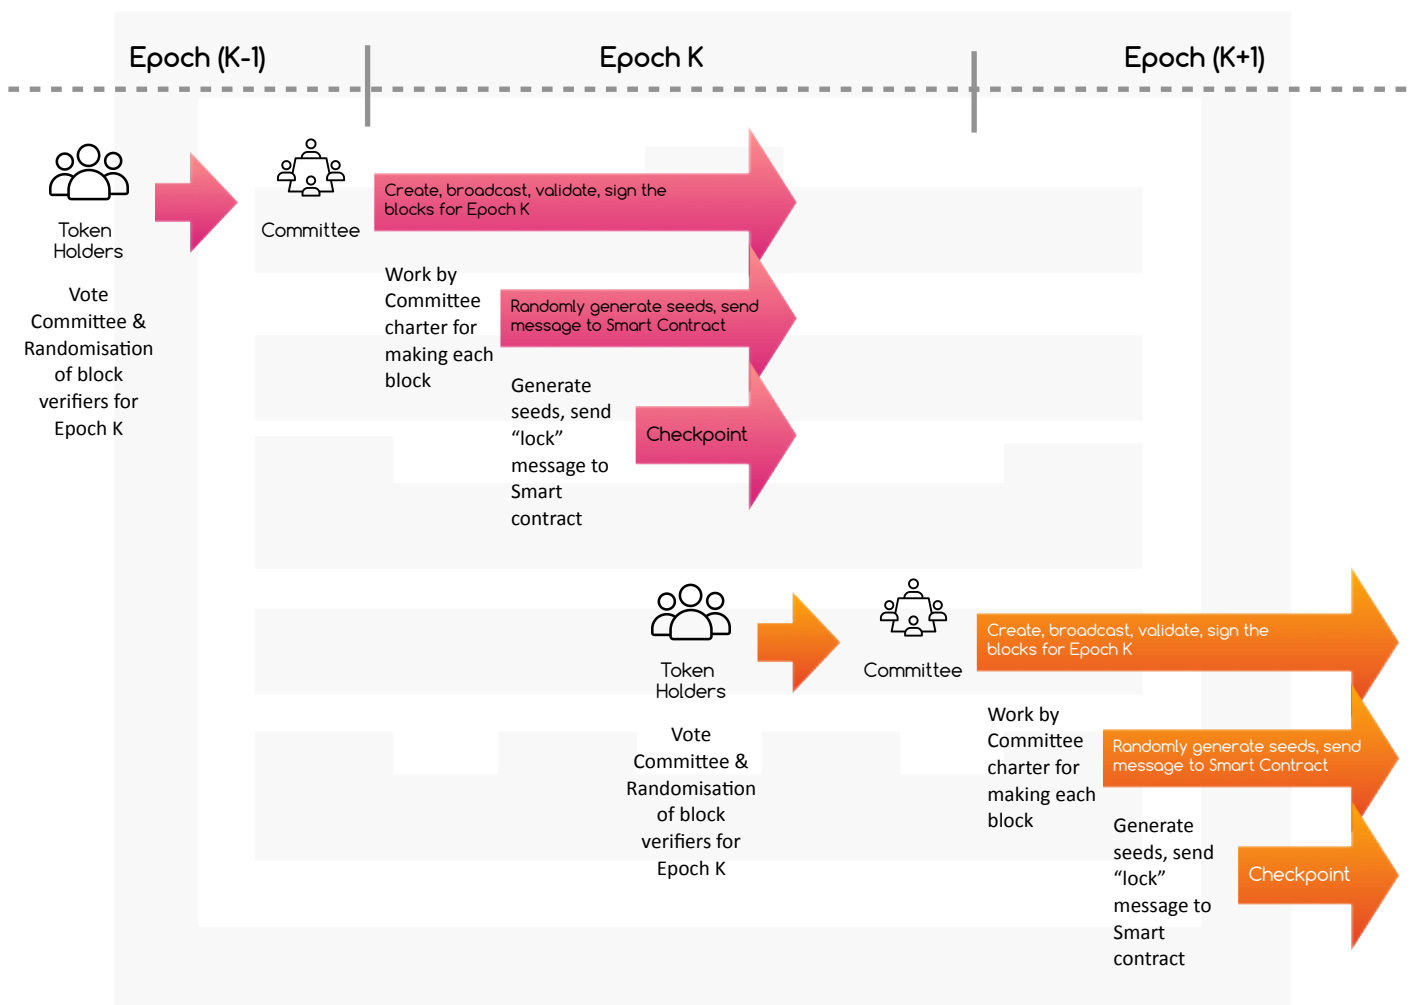 Epoch (K-1)
Epoch K
Epoch (K+1)
Token
Holders
Vote
Committee &
Randomisation
of block
verifiers for
Epoch K
Committee
Create, broadcast, validate, sign the
blocks for Epoch K
Work by
Committee
charter for
making each
block
Randomly generate seeds, send
message to Smart Contract
Generate
seeds, send
“lock”
message to
Smart
contract
Checkpoint
Token
Holders
Vote
Committee &
Randomisation
of block
verifiers for
Epoch K
Committee
Create, broadcast, validate, sign the
blocks for Epoch K
Work by
Committee
charter for
making each
block
Randomly generate seeds, send
message to Smart Contract
Generate
seeds, send
“lock”
message to
Smart
contract
Checkpoint